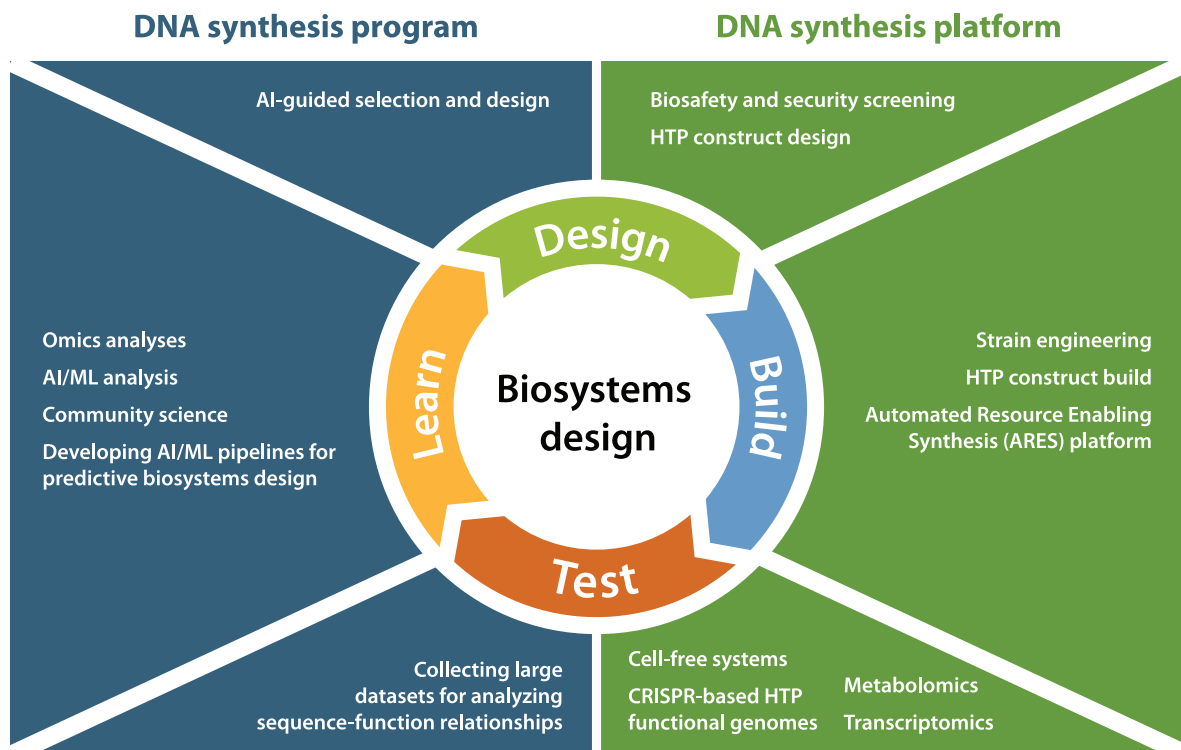 DNA synthesis program
DNA synthesis platform
AI-guided selection and design
Biosafety and security screening
HTP construct design
Design
Omics analyses
AI/ML analysis
Community science
Developing AI/ML pipelines for
predictive biosystems design
Learn
Biosystems
design
Build
Strain engineering
HTP construct build
Automated Resource Enabling
Synthesis (ARES) platform
Test
Collecting large
datasets for analyzing
sequence-function relationships
Cell-free systems
CRISPR-based HTP
functional genomes
Metabolomics
Transcriptomics